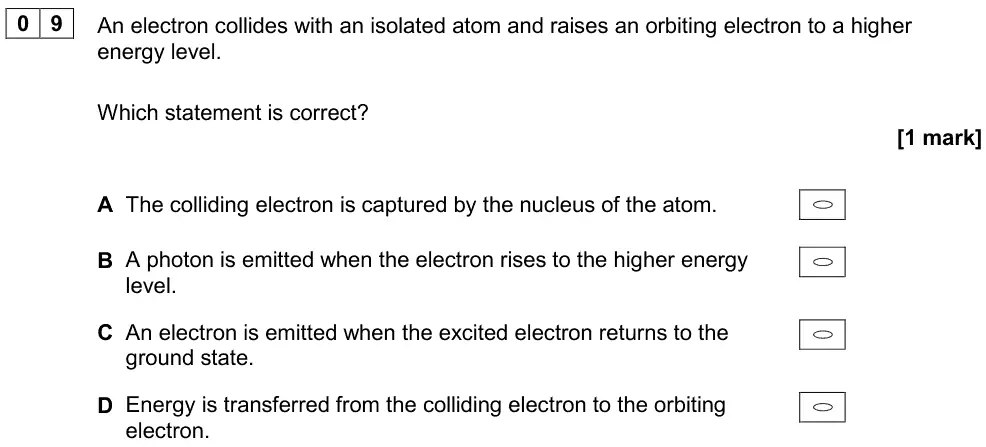 0 9 An electron collides with an isolated atom and raises an orbiting electron to a higher
energy level.
Which statement is correct?
[1 mark]
A The colliding electron is captured by the nucleus of the atom.
B A photon is emitted when the electron rises to the higher energy
level.
C An electron is emitted when the excited electron returns to the
ground state.
D Energy is transferred from the colliding electron to the orbiting
electron.